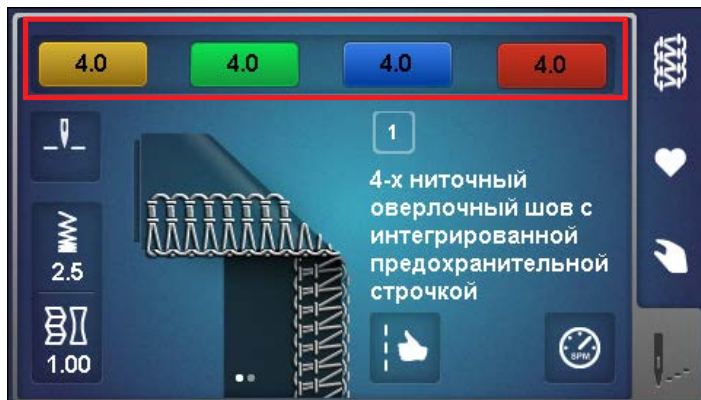 4.0 4.0 4.0 4.0
1
4-х ниточный
оверлочный шов с
интегрированной
предохранительной
строчкой
2.5
1.00
SPM